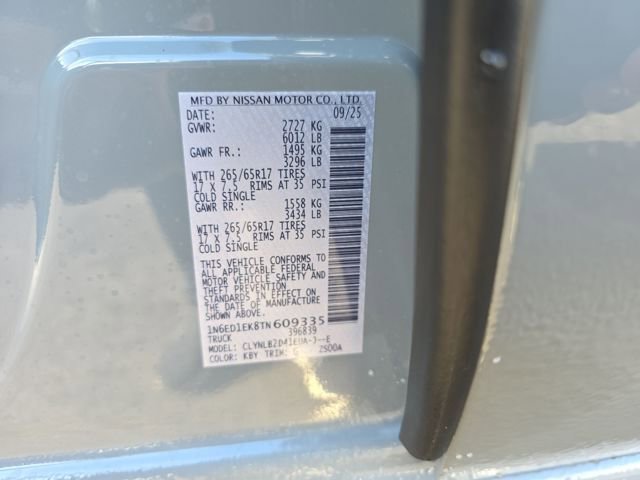 MFD BY NISSAN MOTOR CO., LTD.
DATE: 09/25
GVWR: 2727 KG
6012 LB
GAWR FR.: 1495 KG
3296 LB
WITH 265/65R17 TIRES
17 X 7.5 RIMS AT 35 PSI
COLD SINGLE
GAWR RR.: 1558 KG
3434 LB
WITH 265/65R17 TIRES
17 X 7.5 RIMS AT 35 PSI
COLD SINGLE
THIS VEHICLE CONFORMS TO
ALL APPLICABLE FEDERAL
MOTOR VEHICLE SAFETY AND
THEFT PREVENTION
STANDARDS IN EFFECT ON
THE DATE OF MANUFACTURE
SHOWN ABOVE.
1N6ED1EK8TN609335
TRUCK 396839
MODEL:
COLOR: KBY TRIM: